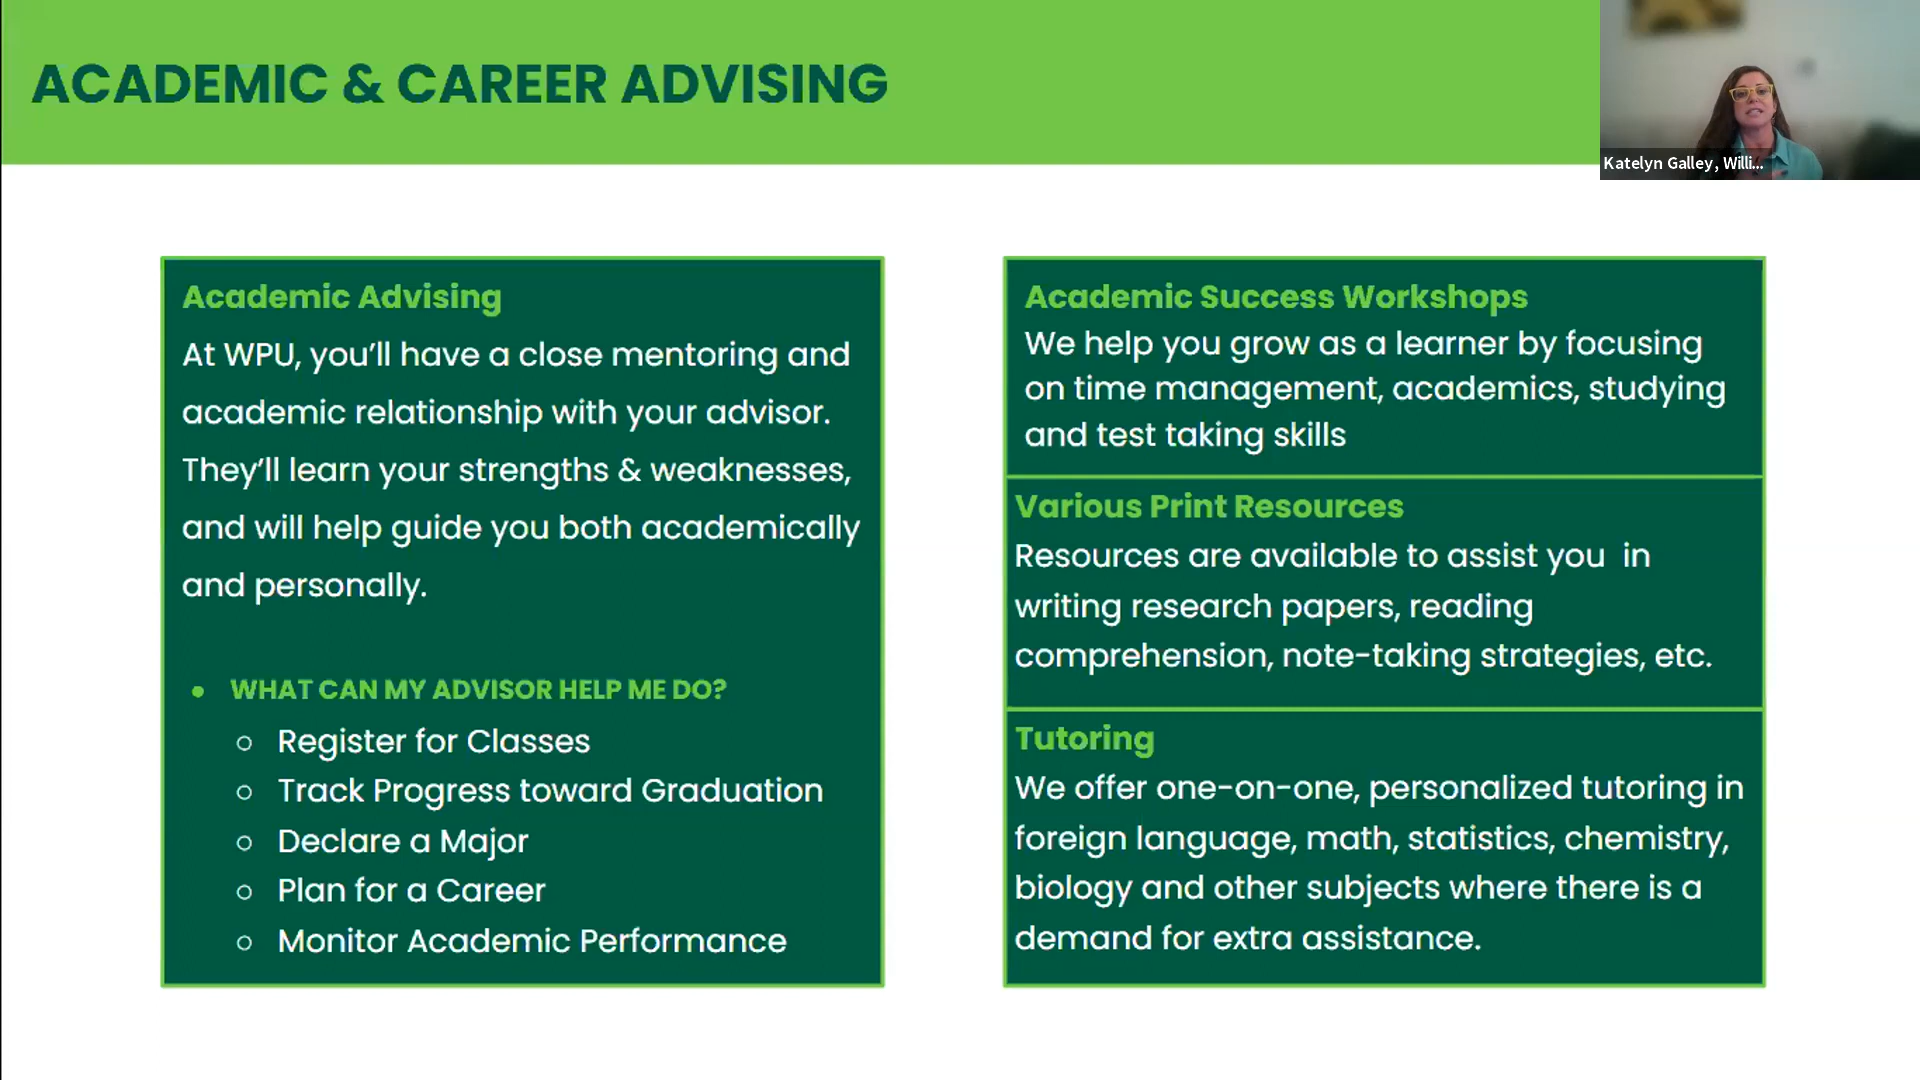 ACADEMIC & CAREER ADVISING
Katelyn Galley, Willi...
Academic Advising
At WPU, you'll have a close mentoring and
academic relationship with your advisor.
They'll learn your strengths & weaknesses,
and will help guide you both academically
and personally.
• WHAT CAN MY ADVISOR HELP ME DO?
○ Register for Classes
○ Track Progress toward Graduation
○ Declare a Major
○ Plan for a Career
○ Monitor Academic Performance
Academic Success Workshops
We help you grow as a learner by focusing
on time management, academics, studying
and test taking skills
Various Print Resources
Resources are available to assist you  in
writing research papers, reading
comprehension, note-taking strategies, etc.
Tutoring
We offer one-on-one, personalized tutoring in
foreign language, math, statistics, chemistry,
biology and other subjects where there is a
demand for extra assistance.